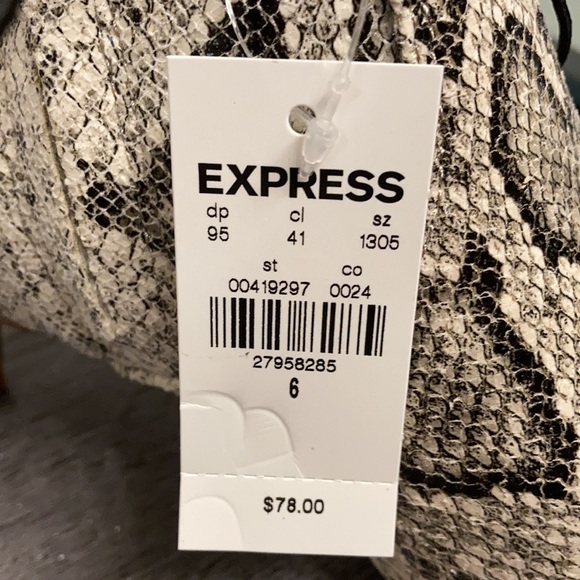 EXPRESS
dp cl sz
95 41 1305
st co
00419297 0024
27958285
6
$78.00